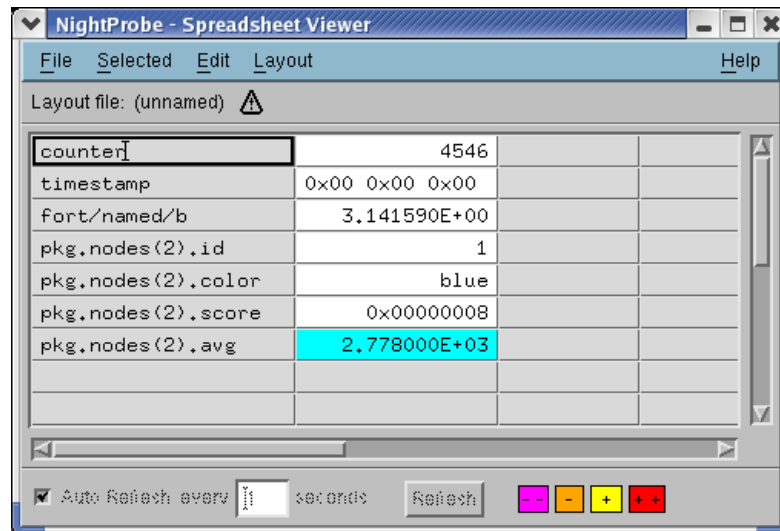 NightProbe - Spreadsheet Viewer
File Selected Edit Layout Help
Layout file: (unnamed)
counter 4546
timestamp 0x00 0x00 0x00
fort/named/b 3.141590E+00
pkg.nodes(2).id 1
pkg.nodes(2).color blue
pkg.nodes(2).score 0x00000008
pkg.nodes(2).avg 2.778000E+03
Auto Refresh every 1 seconds Refresh -- - + ++